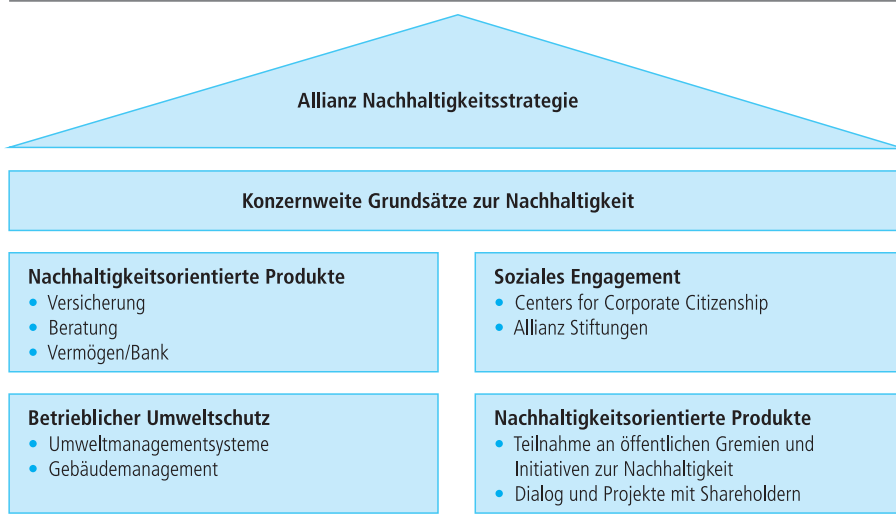 Allianz Nachhaltigkeitsstrategie
Konzernweite Grundsätze zur Nachhaltigkeit
Nachhaltigkeitsorientierte Produkte
• Versicherung
• Beratung
• Vermögen/Bank
Soziales Engagement
• Centers for Corporate Citizenship
• Allianz Stiftungen
Betrieblicher Umweltschutz
• Umweltmanagementsysteme
• Gebäudemanagement
Nachhaltigkeitsorientierte Produkte
• Teilnahme an öffentlichen Gremien und
Initiativen zur Nachhaltigkeit
• Dialog und Projekte mit Shareholdern